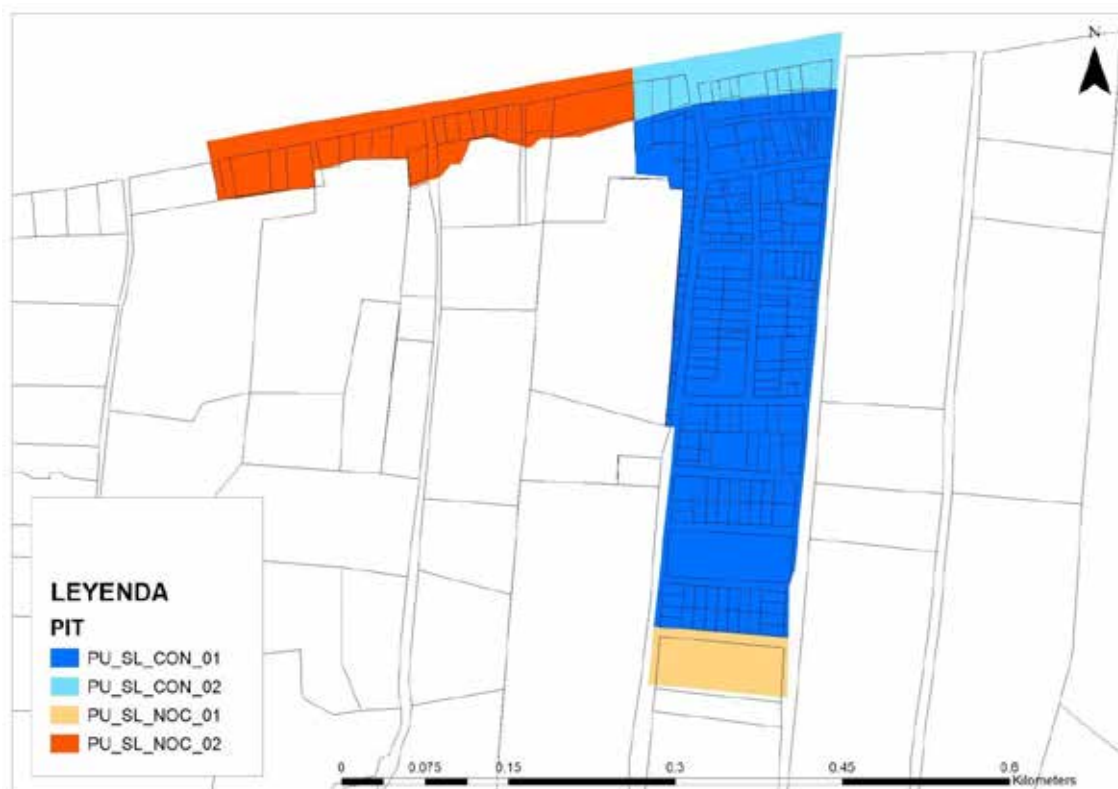 N
LEYENDA
PIT
PU_SL_CON_01
PU_SL_CON_02
PU_SL_NOC_01
PU_SL_NOC_02
0 0.075 0.15 0.3 0.45 0.6
Kilometers